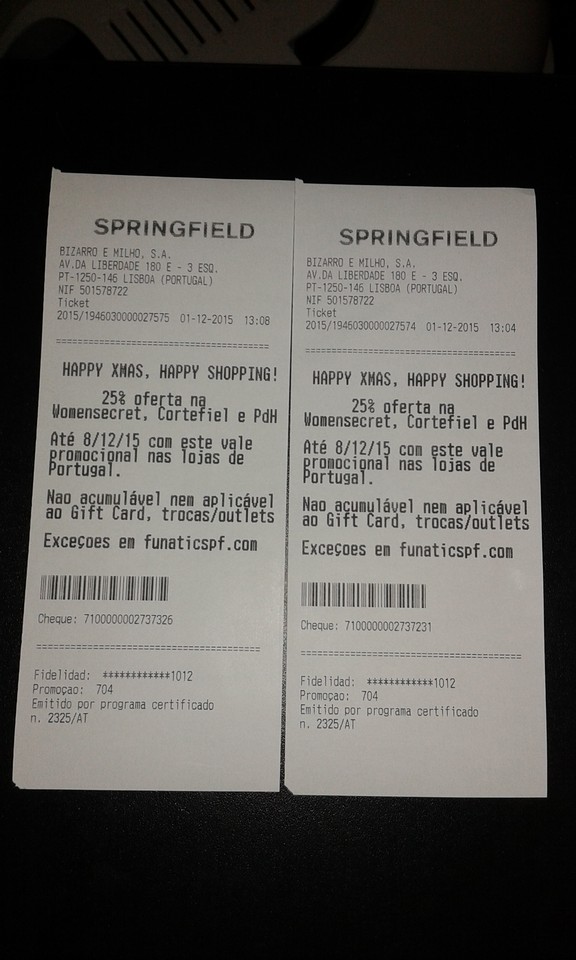 SPRINGFIELD
BIZARRO E MILHO, S.A.
AV.DA LIBERDADE 180 E - 3 ESQ.
PT-1250-146 LISBOA (PORTUGAL)
NIF 501578722
Ticket
2015/1946030000027575 01-12-2015 13:08
========================================
HAPPY XMAS, HAPPY SHOPPING!
25% oferta na
Womensecret, Cortefiel e PdH
Até 8/12/15 com este vale
promocional nas lojas de
Portugal.
Nao acumulável nem aplicável
ao Gift Card, trocas/outlets
Exceçoes em funaticspf.com
Cheque: 7100000002737326
========================================
Fidelidad: ************1012
Promoçao: 704
Emitido por programa certificado
n. 2325/AT
SPRINGFIELD
BIZARRO E MILHO, S.A.
AV.DA LIBERDADE 180 E - 3 ESQ.
PT-1250-146 LISBOA (PORTUGAL)
NIF 501578722
Ticket
2015/1946030000027574 01-12-2015 13:04
========================================
HAPPY XMAS, HAPPY SHOPPING!
25% oferta na
Womensecret, Cortefiel e PdH
Até 8/12/15 com este vale
promocional nas lojas de
Portugal.
Nao acumulável nem aplicável
ao Gift Card, trocas/outlets
Exceçoes em funaticspf.com
Cheque: 7100000002737231
========================================
Fidelidad: ************1012
Promoçao: 704
Emitido por programa certificado
n. 2325/AT